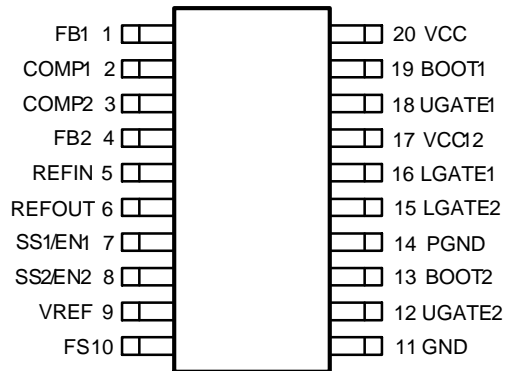 FB1 1 20 VCC
COMP1 2 19 BOOT1
COMP2 3 18 UGATE1
FB2 4 17 VCC12
REFIN 5 16 LGATE1
REFOUT 6 15 LGATE2
SS1/EN1 7 14 PGND
SS2/EN2 8 13 BOOT2
VREF 9 12 UGATE2
FS10 11 GND